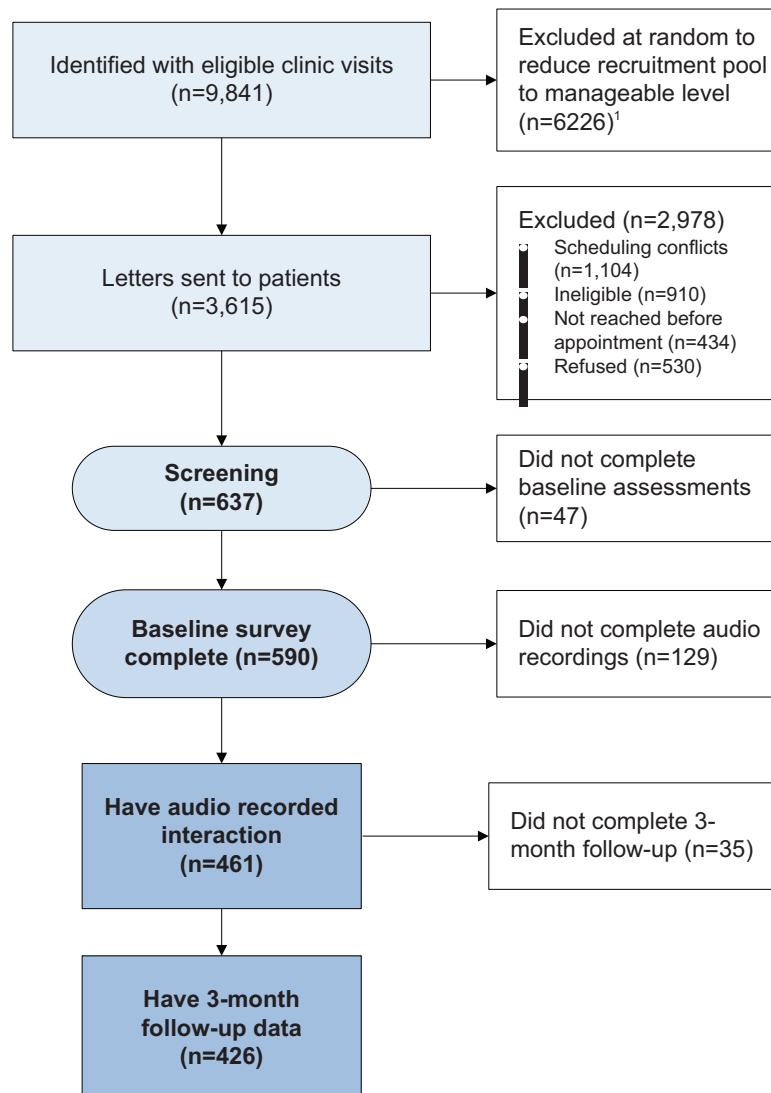 Identified with eligible clinic visits
(n=9,841)
Excluded at random to
reduce recruitment pool
to manageable level
(n=6226)¹
Letters sent to patients
(n=3,615)
Excluded (n=2,978)
Scheduling conflicts
(n=1,104)
Ineligible (n=910)
Not reached before
appointment (n=434)
Refused (n=530)
Screening
(n=637)
Did not complete
baseline assessments
(n=47)
Baseline survey
complete (n=590)
Did not complete audio
recordings (n=129)
Have audio recorded
interaction
(n=461)
Did not complete 3-
month follow-up (n=35)
Have 3-month
follow-up data
(n=426)